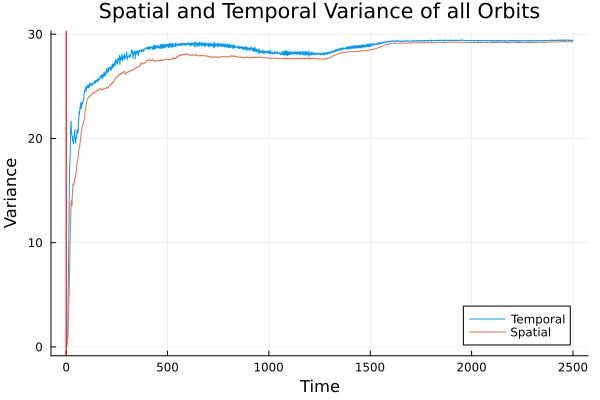 Spatial and Temporal Variance of all Orbits
30
20
10
0
Variance
0 500 1000 1500 2000 2500
Time
Temporal
Spatial